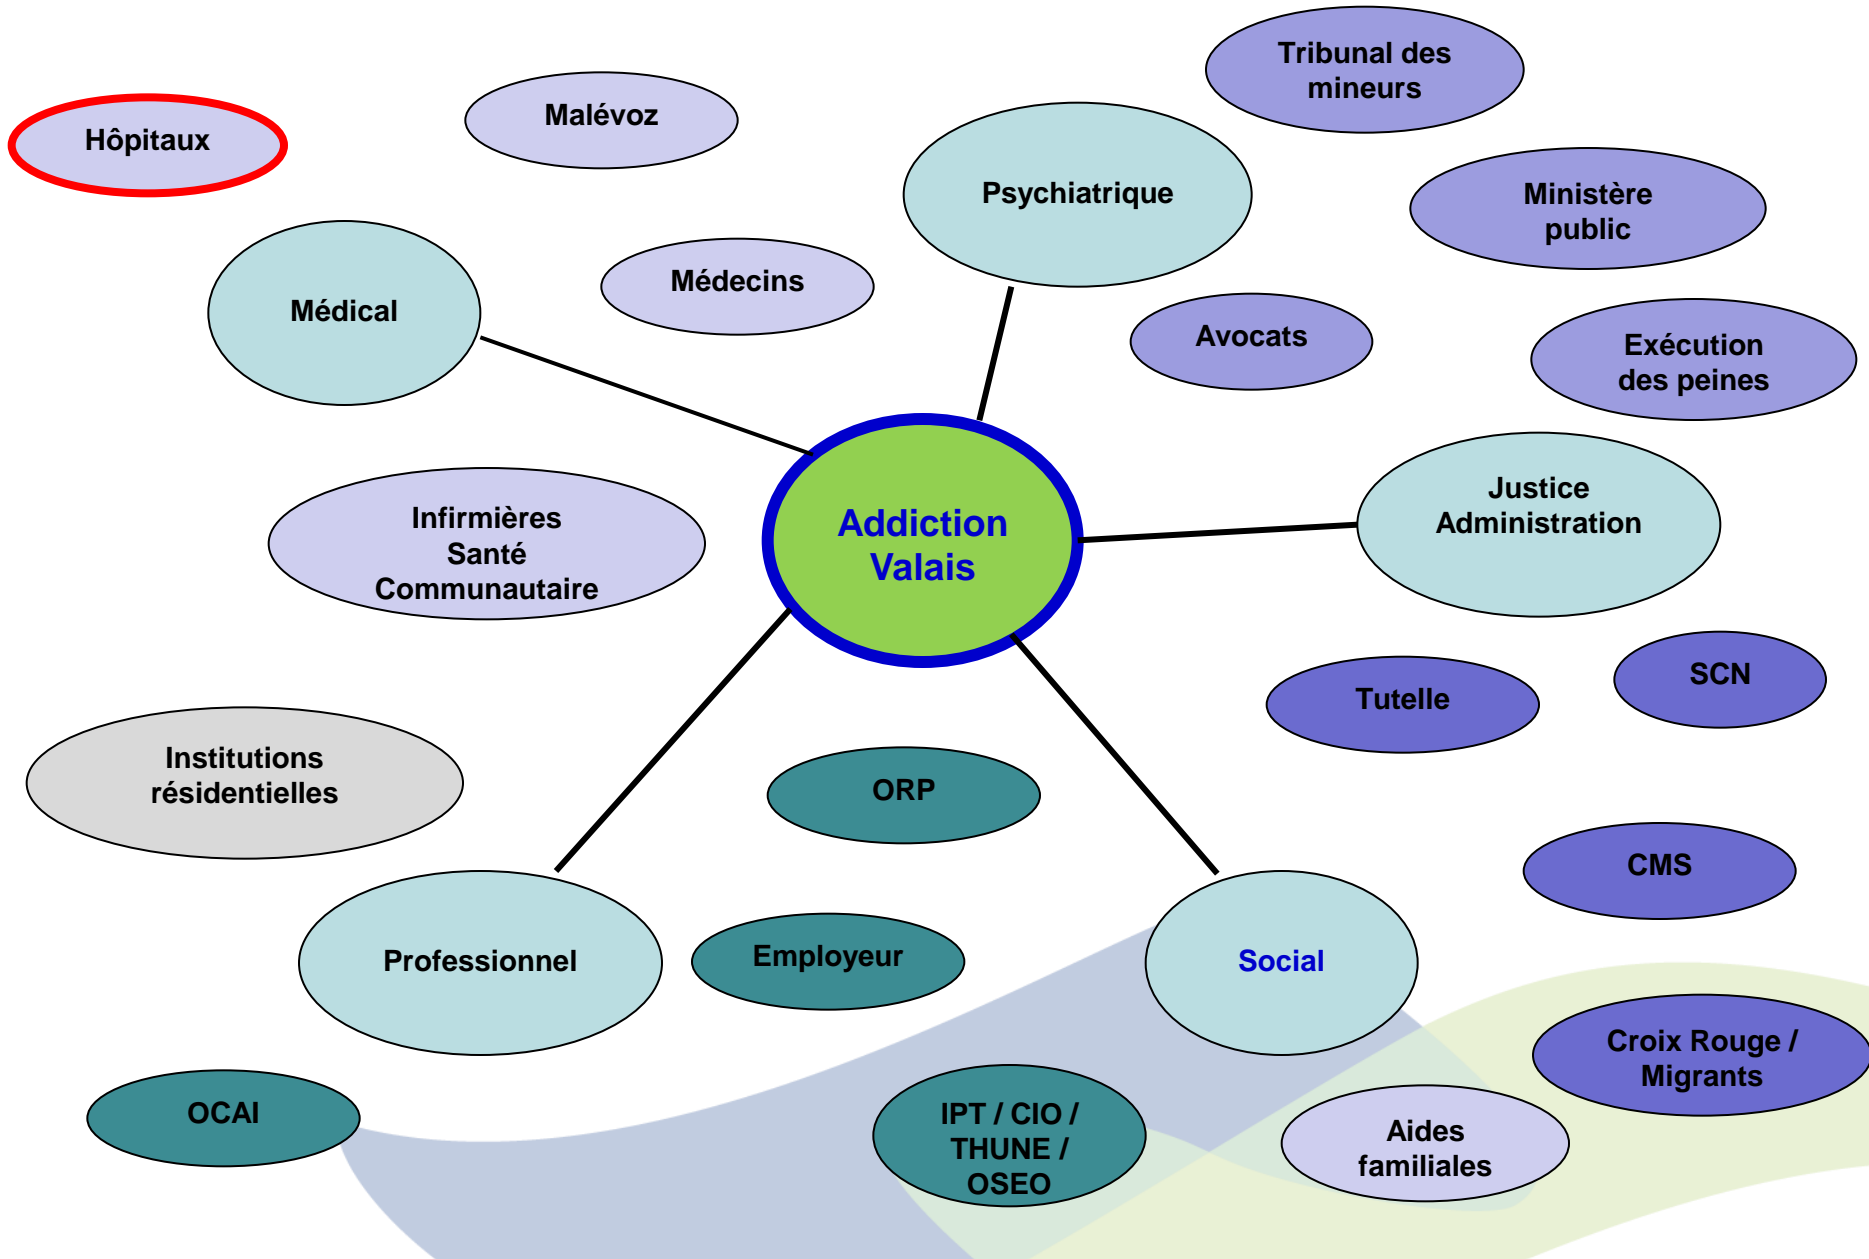 Tribunal des
mineurs
Hôpitaux
Malévoz
Psychiatrique
Ministère
public
Médical
Médecins
Avocats
Exécution
des peines
Infirmières
Santé
Communautaire
Addiction
Valais
Justice
Administration
Tutelle
SCN
Institutions
résidentielles
ORP
CMS
Professionnel
Employeur
Social
Croix Rouge /
Migrants
OCAI
IPT / CIO /
THUNE /
OSEO
Aides
familiales